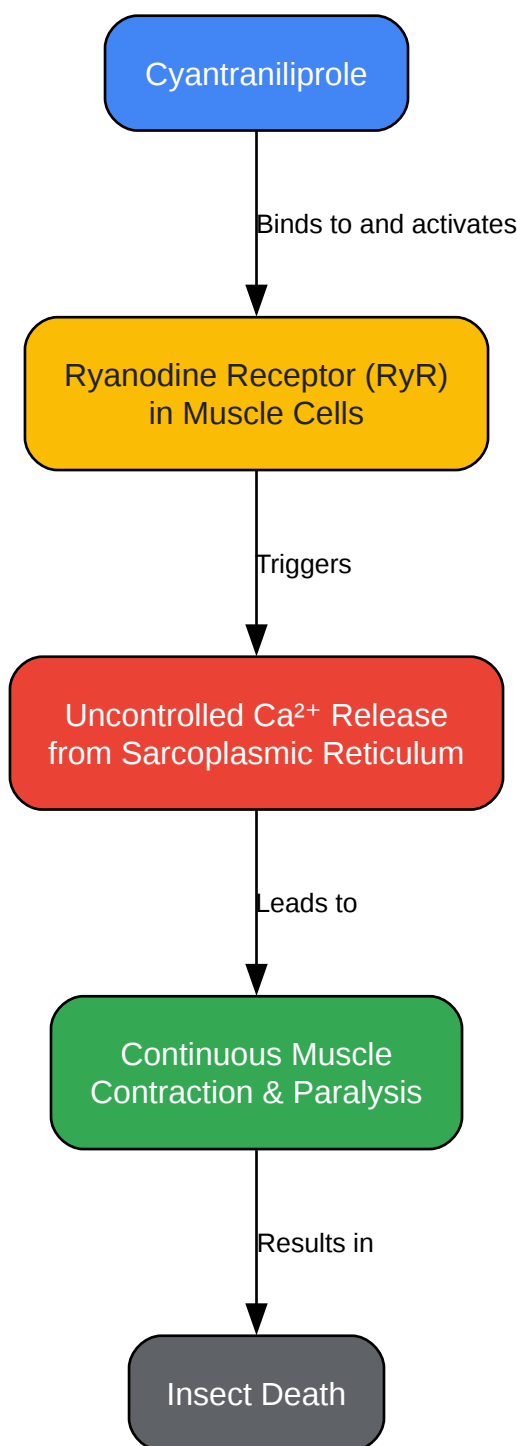 Cyantraniliprole
Binds to and activates
Ryanodine Receptor (RyR)
in Muscle Cells
Triggers
Uncontrolled Ca²⁺ Release
from Sarcoplasmic Reticulum
Leads to
Continuous Muscle
Contraction & Paralysis
Results in
Insect Death